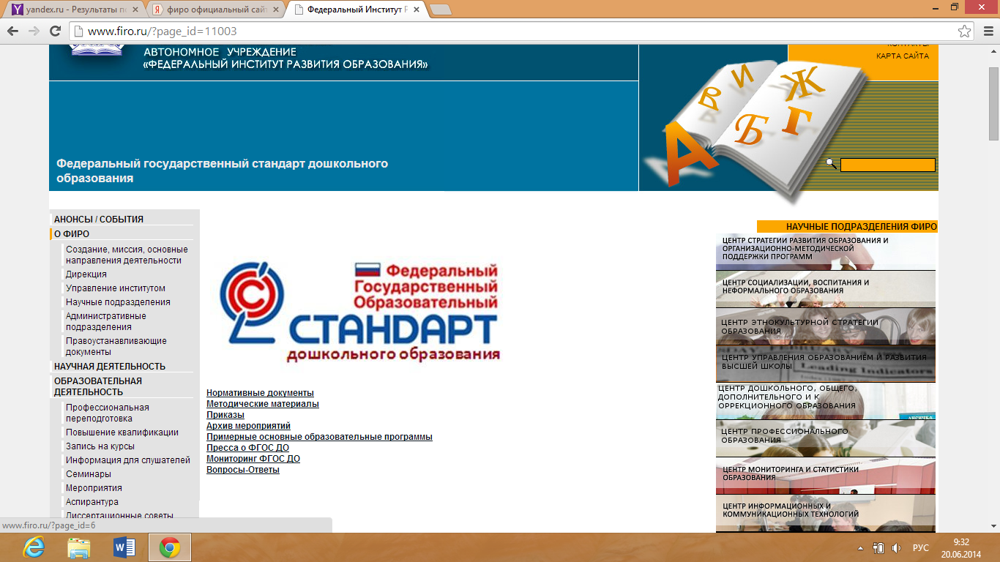 yandex.ru - Результаты по
фиро официальный сайт
Федеральный Институт Р
www.firo.ru/?page_id=11003
АВТОНОМНОЕ УЧРЕЖДЕНИЕ
«ФЕДЕРАЛЬНЫЙ ИНСТИТУТ РАЗВИТИЯ ОБРАЗОВАНИЯ»
КОНТАКТЫ
КАРТА САЙТА
А В И Б Ж Г
Федеральный государственный стандарт дошкольного
образования
АНОНСЫ / СОБЫТИЯ
О ФИРО
Создание, миссия, основные
направления деятельности
Дирекция
Управление институтом
Научные подразделения
Административные
подразделения
Правоустанавливающие
документы
НАУЧНАЯ ДЕЯТЕЛЬНОСТЬ
ОБРАЗОВАТЕЛЬНАЯ
ДЕЯТЕЛЬНОСТЬ
Профессиональная
переподготовка
Повышение квалификации
Запись на курсы
Информация для слушателей
Семинары
Мероприятия
Аспирантура
Диссертационные советы
Федеральный
Государственный
Образовательный
СТАНДАРТ
дошкольного образования
Нормативные документы
Методические материалы
Приказы
Архив мероприятий
Примерные основные образовательные программы
Пресса о ФГОС ДО
Мониторинг ФГОС ДО
Вопросы-Ответы
НАУЧНЫЕ ПОДРАЗДЕЛЕНИЯ ФИРО
ЦЕНТР СТРАТЕГИИ РАЗВИТИЯ ОБРАЗОВАНИЯ И
ОРГАНИЗАЦИОННО-МЕТОДИЧЕСКОЙ
ПОДДЕРЖКИ ПРОГРАММ
ЦЕНТР СОЦИАЛИЗАЦИИ, ВОСПИТАНИЯ И
НЕФОРМАЛЬНОГО ОБРАЗОВАНИЯ
ЦЕНТР ЭТНОКУЛЬТУРНОЙ СТРАТЕГИИ
ОБРАЗОВАНИЯ
ЦЕНТР УПРАВЛЕНИЯ ОБРАЗОВАНИЕМ И РАЗВИТИЯ
ВЫСШЕЙ ШКОЛЫ
Leading Indicators
ЦЕНТР ДОШКОЛЬНОГО, ОБЩЕГО,
ДОПОЛНИТЕЛЬНОГО И К
ОРРЕКЦИОННОГО ОБРАЗОВАНИЯ
ЦЕНТР ПРОФЕССИОНАЛЬНОГО
ОБРАЗОВАНИЯ
ЦЕНТР МОНИТОРИНГА И СТАТИСТИКИ
ОБРАЗОВАНИЯ
ЦЕНТР ИНФОРМАЦИОННЫХ И
КОММУНИКАЦИОННЫХ ТЕХНОЛОГИЙ
www.firo.ru/?page_id=6
РУС
9:32
20.06.2014